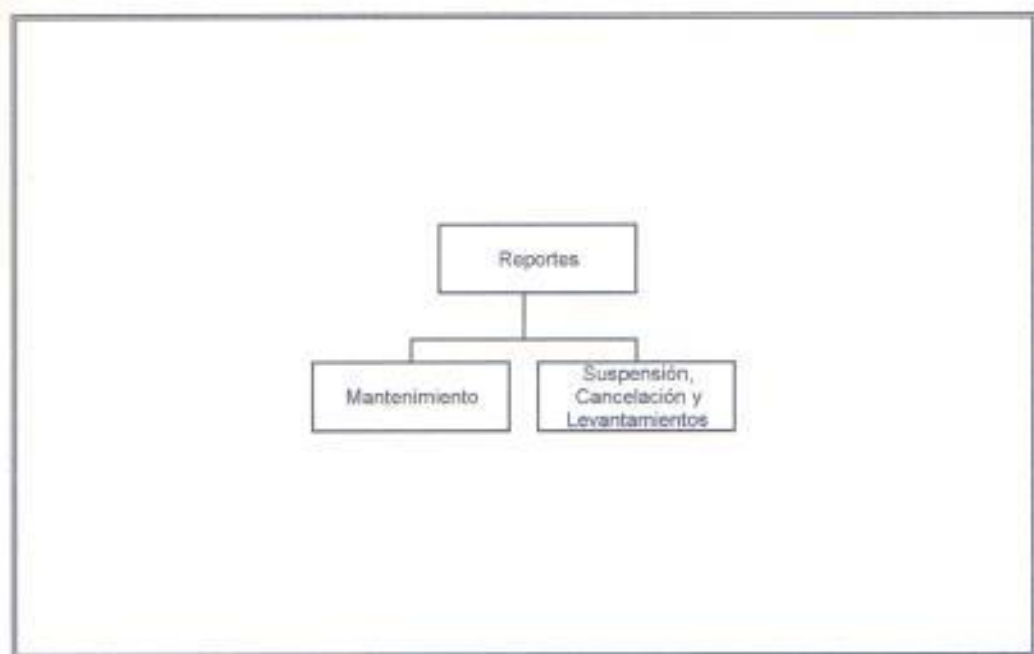 Reportes
Mantenimiento
Suspensión,
Cancelación y
Levantamientos